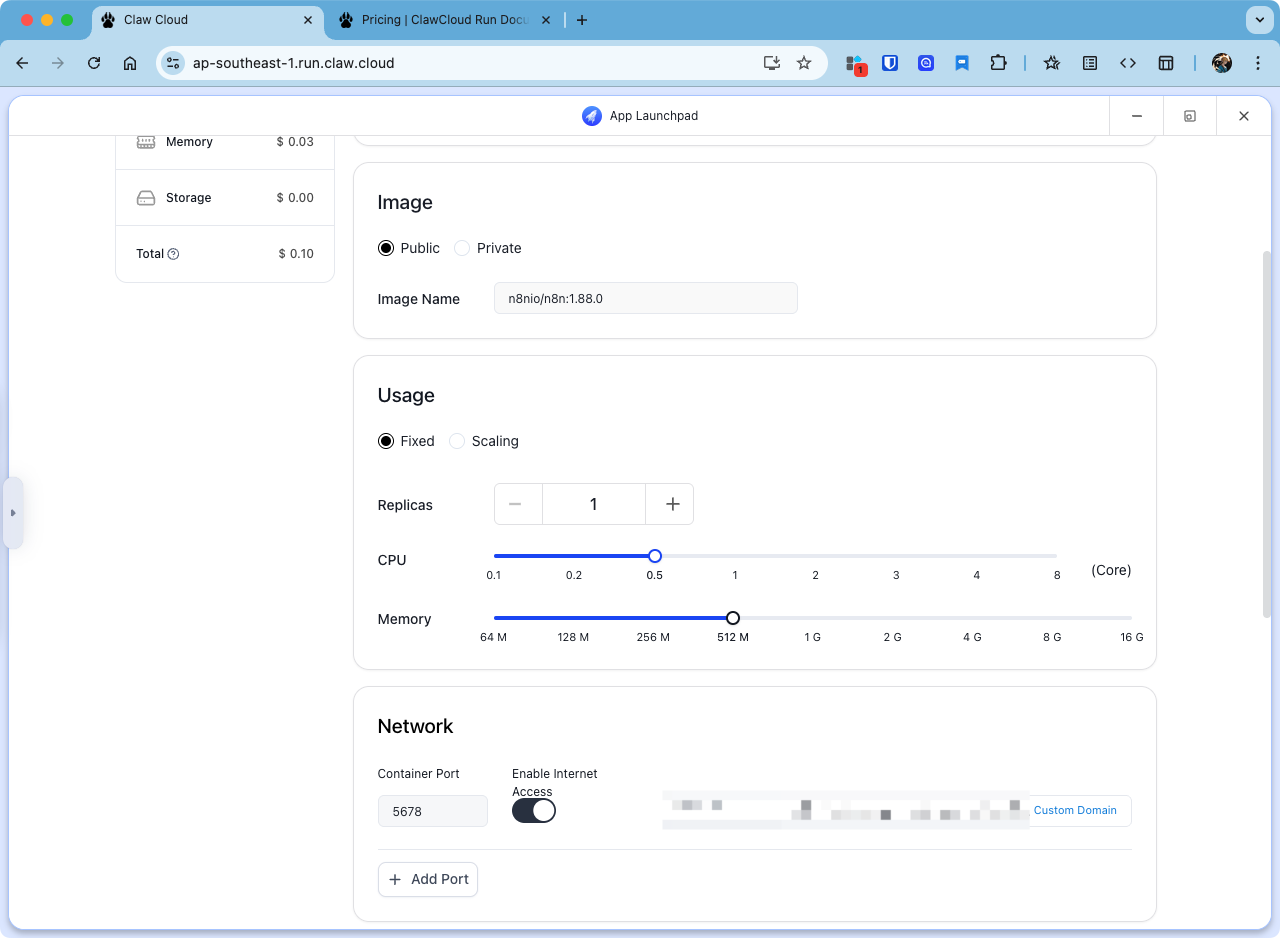 Claw Cloud
Pricing | ClawCloud Run Docu
ap-southeast-1.run.claw.cloud
1
App Launchpad
Memory $ 0.03
Storage $ 0.00
Total $ 0.10
Image
Public Private
Image Name n8nio/n8n:1.88.0
Usage
Fixed Scaling
Replicas 1
CPU
0.1 0.2 0.5 1 2 3 4 8 (Core)
Memory
64 M 128 M 256 M 512 M 1 G 2 G 4 G 8 G 16 G
Network
Container Port Enable Internet
Access
5678 Custom Domain
Add Port